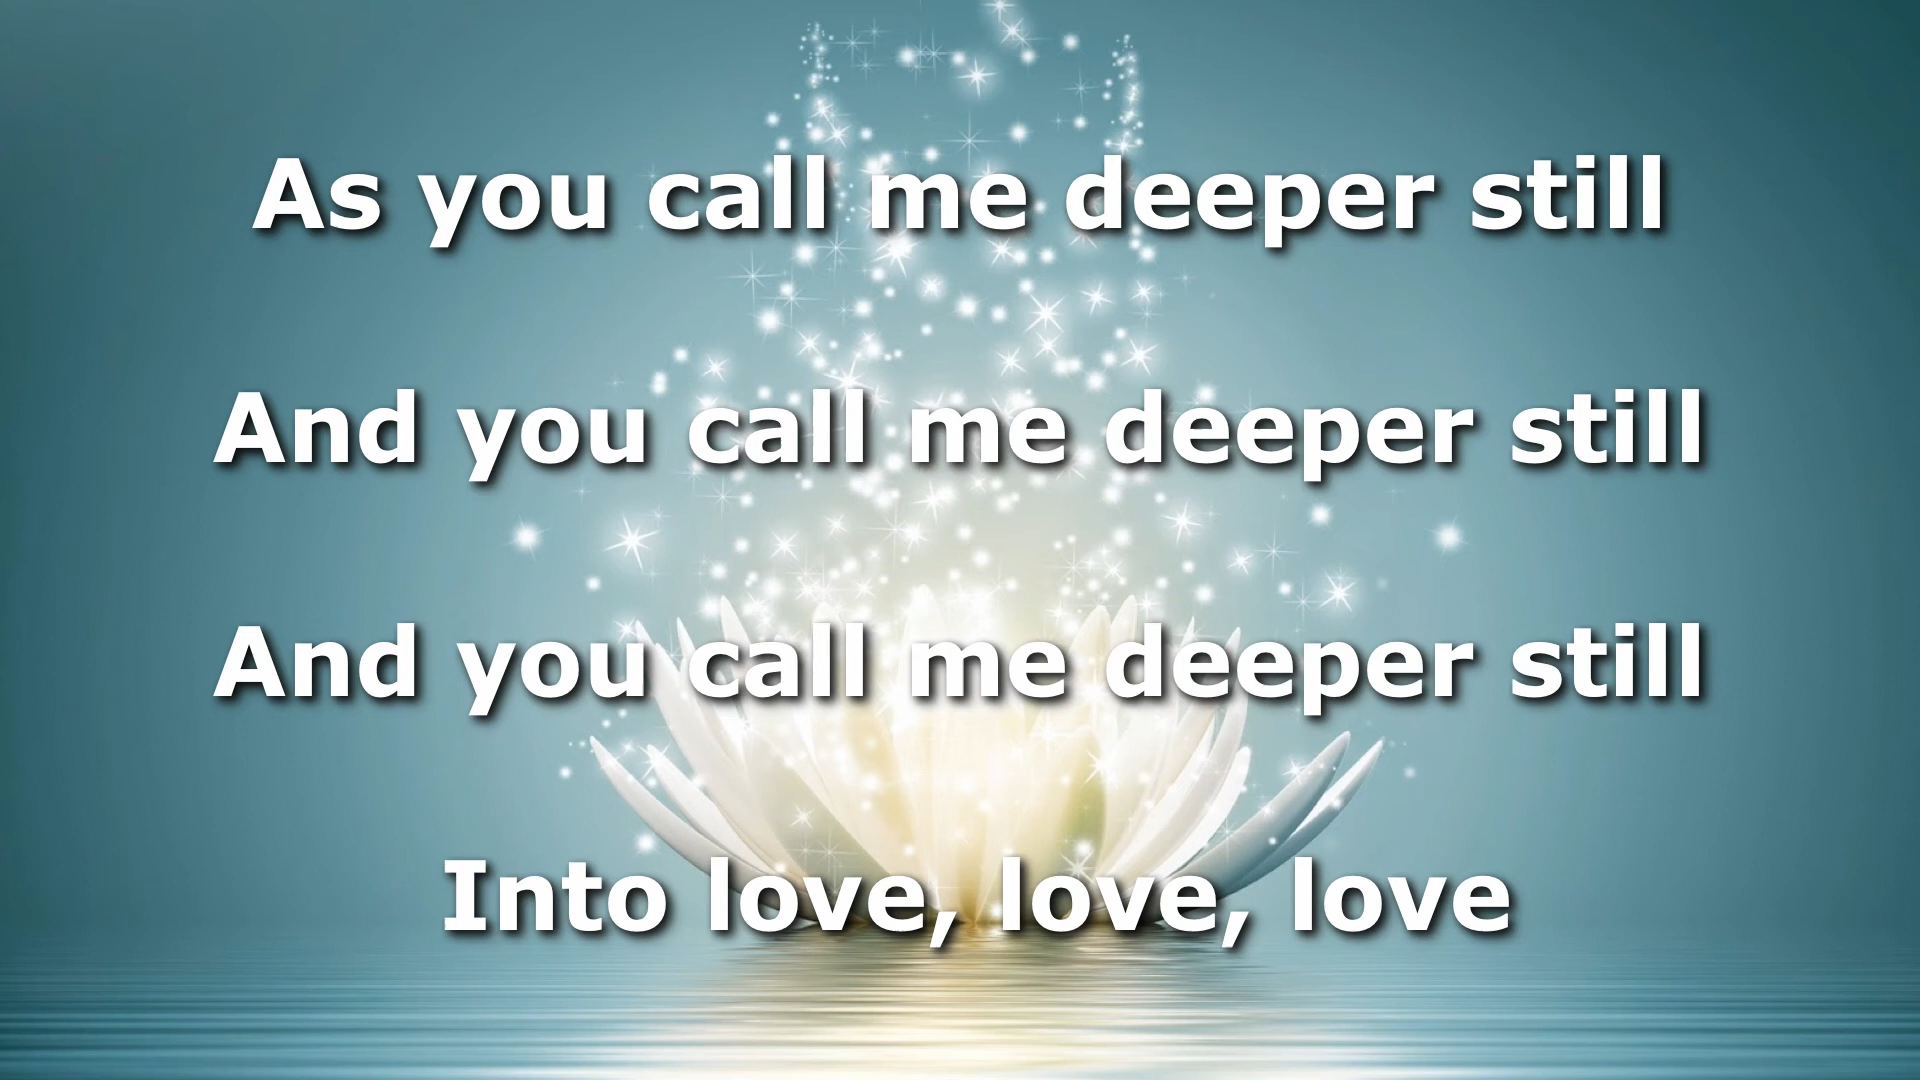 As you call me deeper still
And you call me deeper still
And you call me deeper still
Into love, love, love